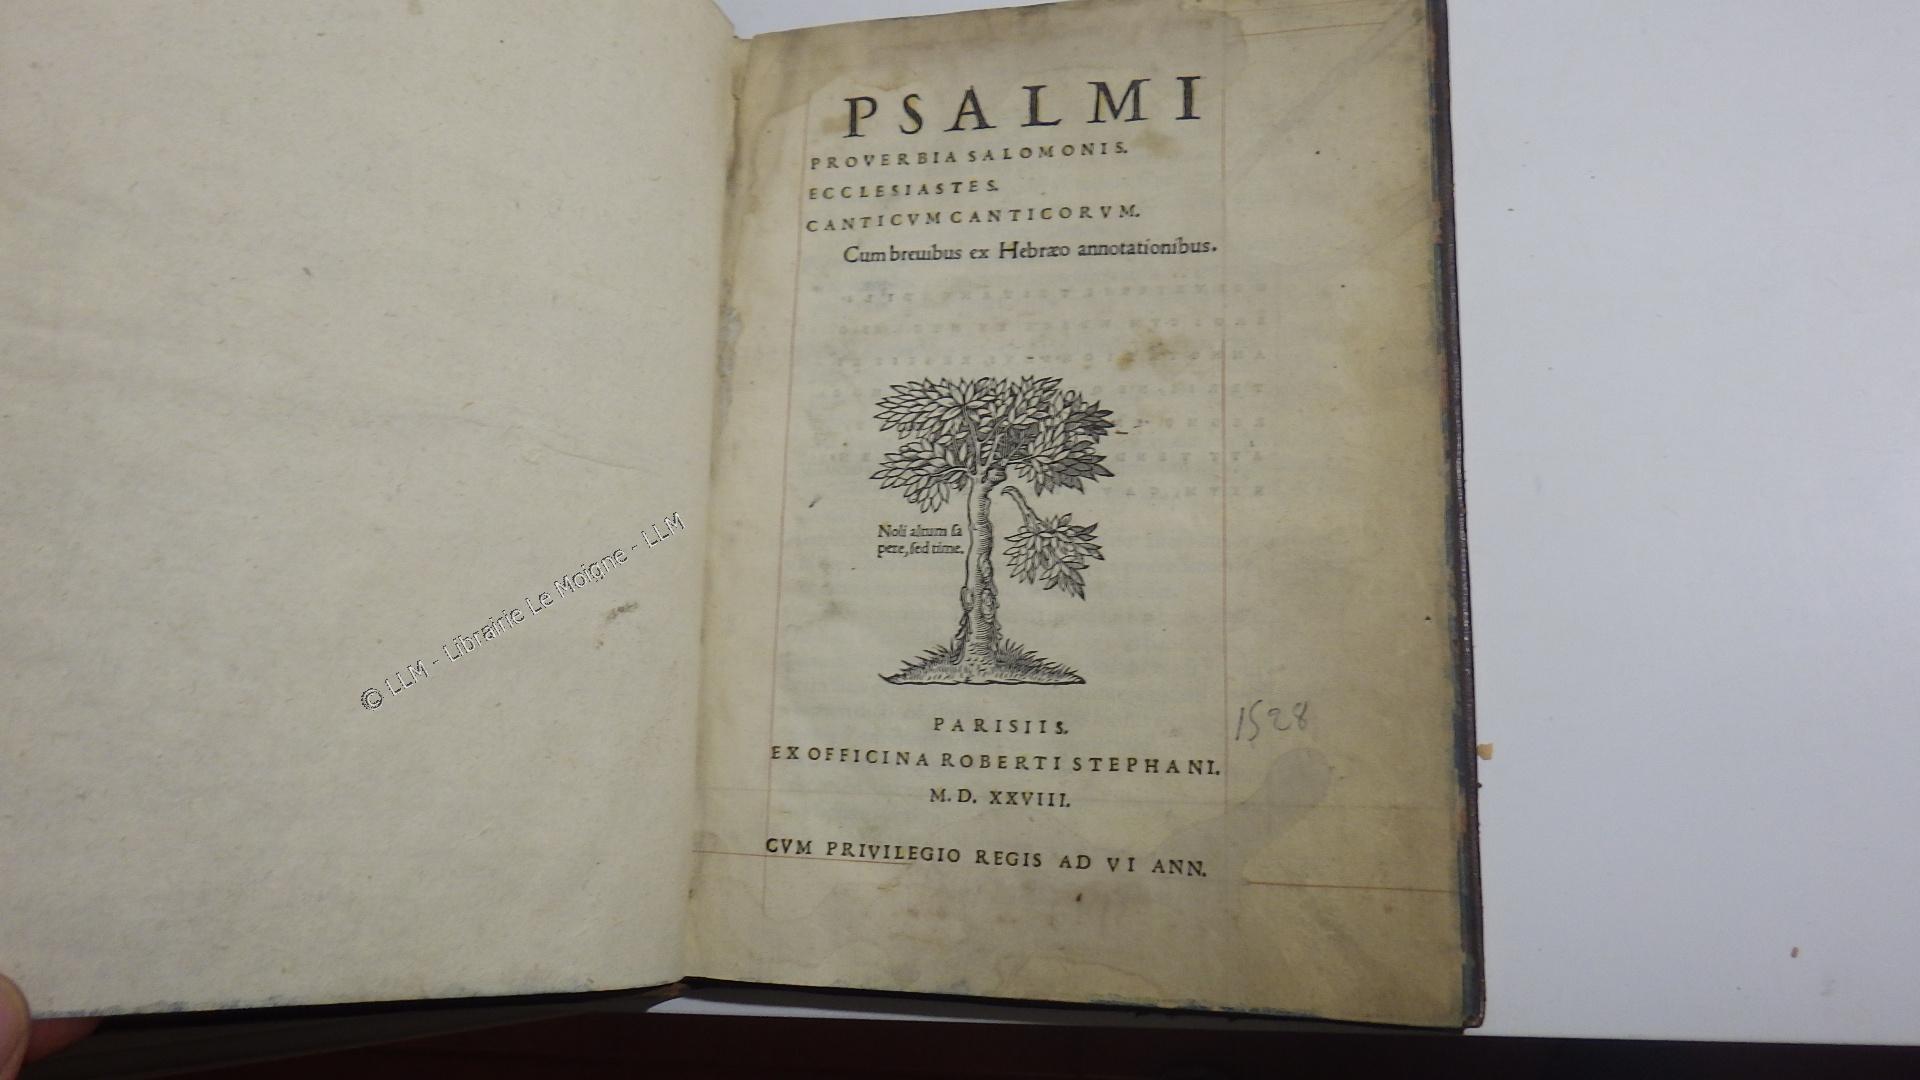 PSALMI
PROVERBIA SALOMONIS.
ECCLESIASTES.
CANTICVM CANTICORVM.
Cum breuibus ex Hebræo annotationibus.
Noli altum sa
pere, sed time.
PARISIIS.
EX OFFICINA ROBERTI STEPHANI.
M. D. XXVIII.
CVM PRIVILEGIO REGIS AD VI ANN.
1528
© LLM - Librairie Le Moigne - LLM